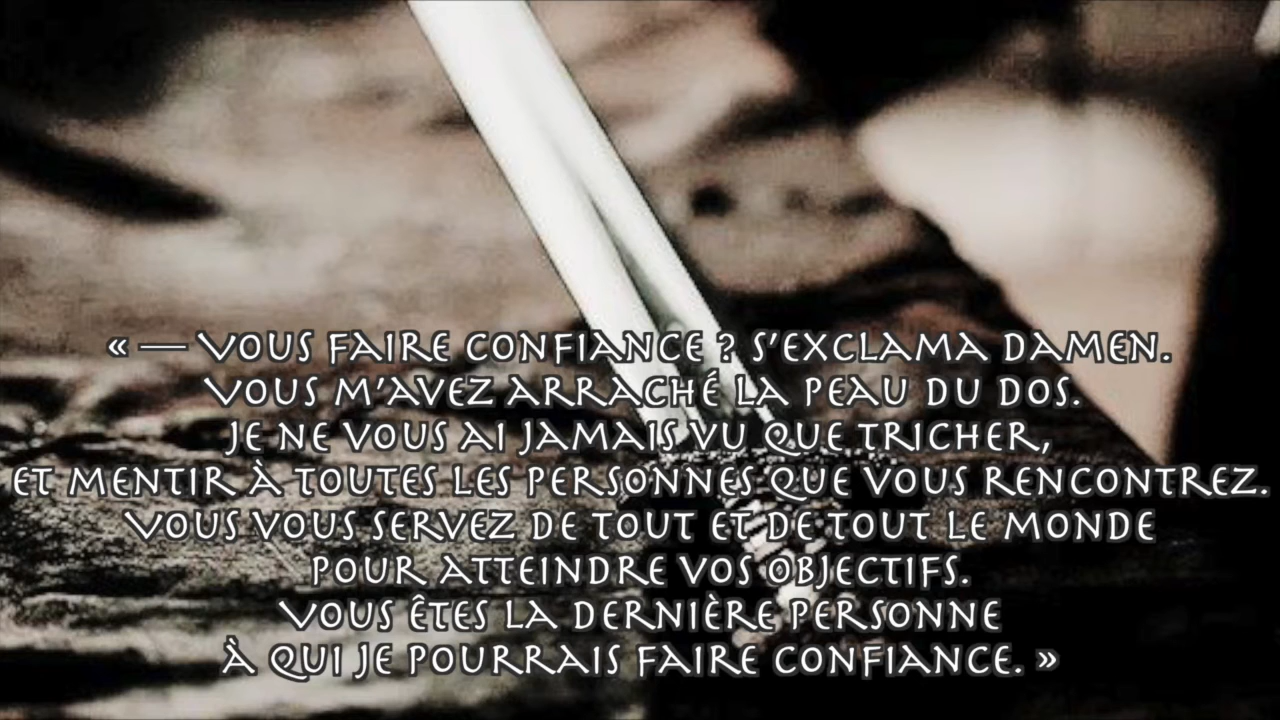 « — Vous faire confiance ? s’exclama Damen.
Vous m’avez arraché la peau du dos.
Je ne vous ai jamais vu que tricher,
et mentir à toutes les personnes que vous rencontrez.
Vous vous servez de tout et de tout le monde
pour atteindre vos objectifs.
Vous êtes la dernière personne
à qui je pourrais faire confiance. »